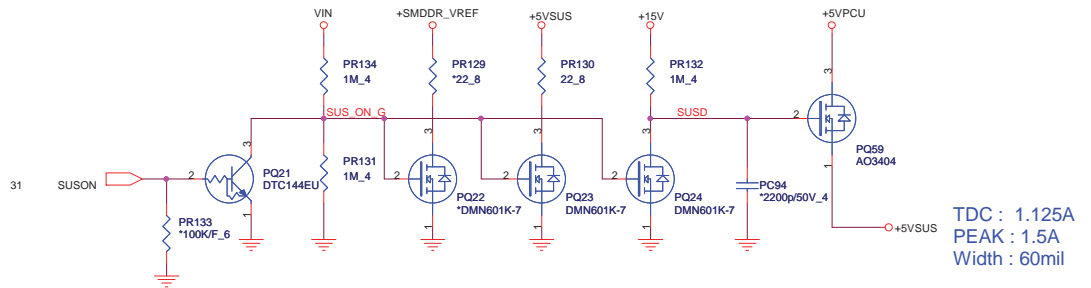 VIN
+SMDDR_VREF
+5VSUS
+15V
+5VPCU
PR134
1M_4
PR129
*22_8
PR130
22_8
PR132
1M_4
3
SUS_ON_G
SUSD
2
PQ59
AO3404
1
3
3
3
3
31
SUSON
2
PQ21
DTC144EU
1
PR131
1M_4
2
PQ22
*DMN601K-7
1
2
PQ23
DMN601K-7
1
2
PQ24
DMN601K-7
1
PC94
*2200p/50V_4
PR133
*100K/F_6
+5VSUS
TDC : 1.125A
PEAK : 1.5A
Width : 60mil